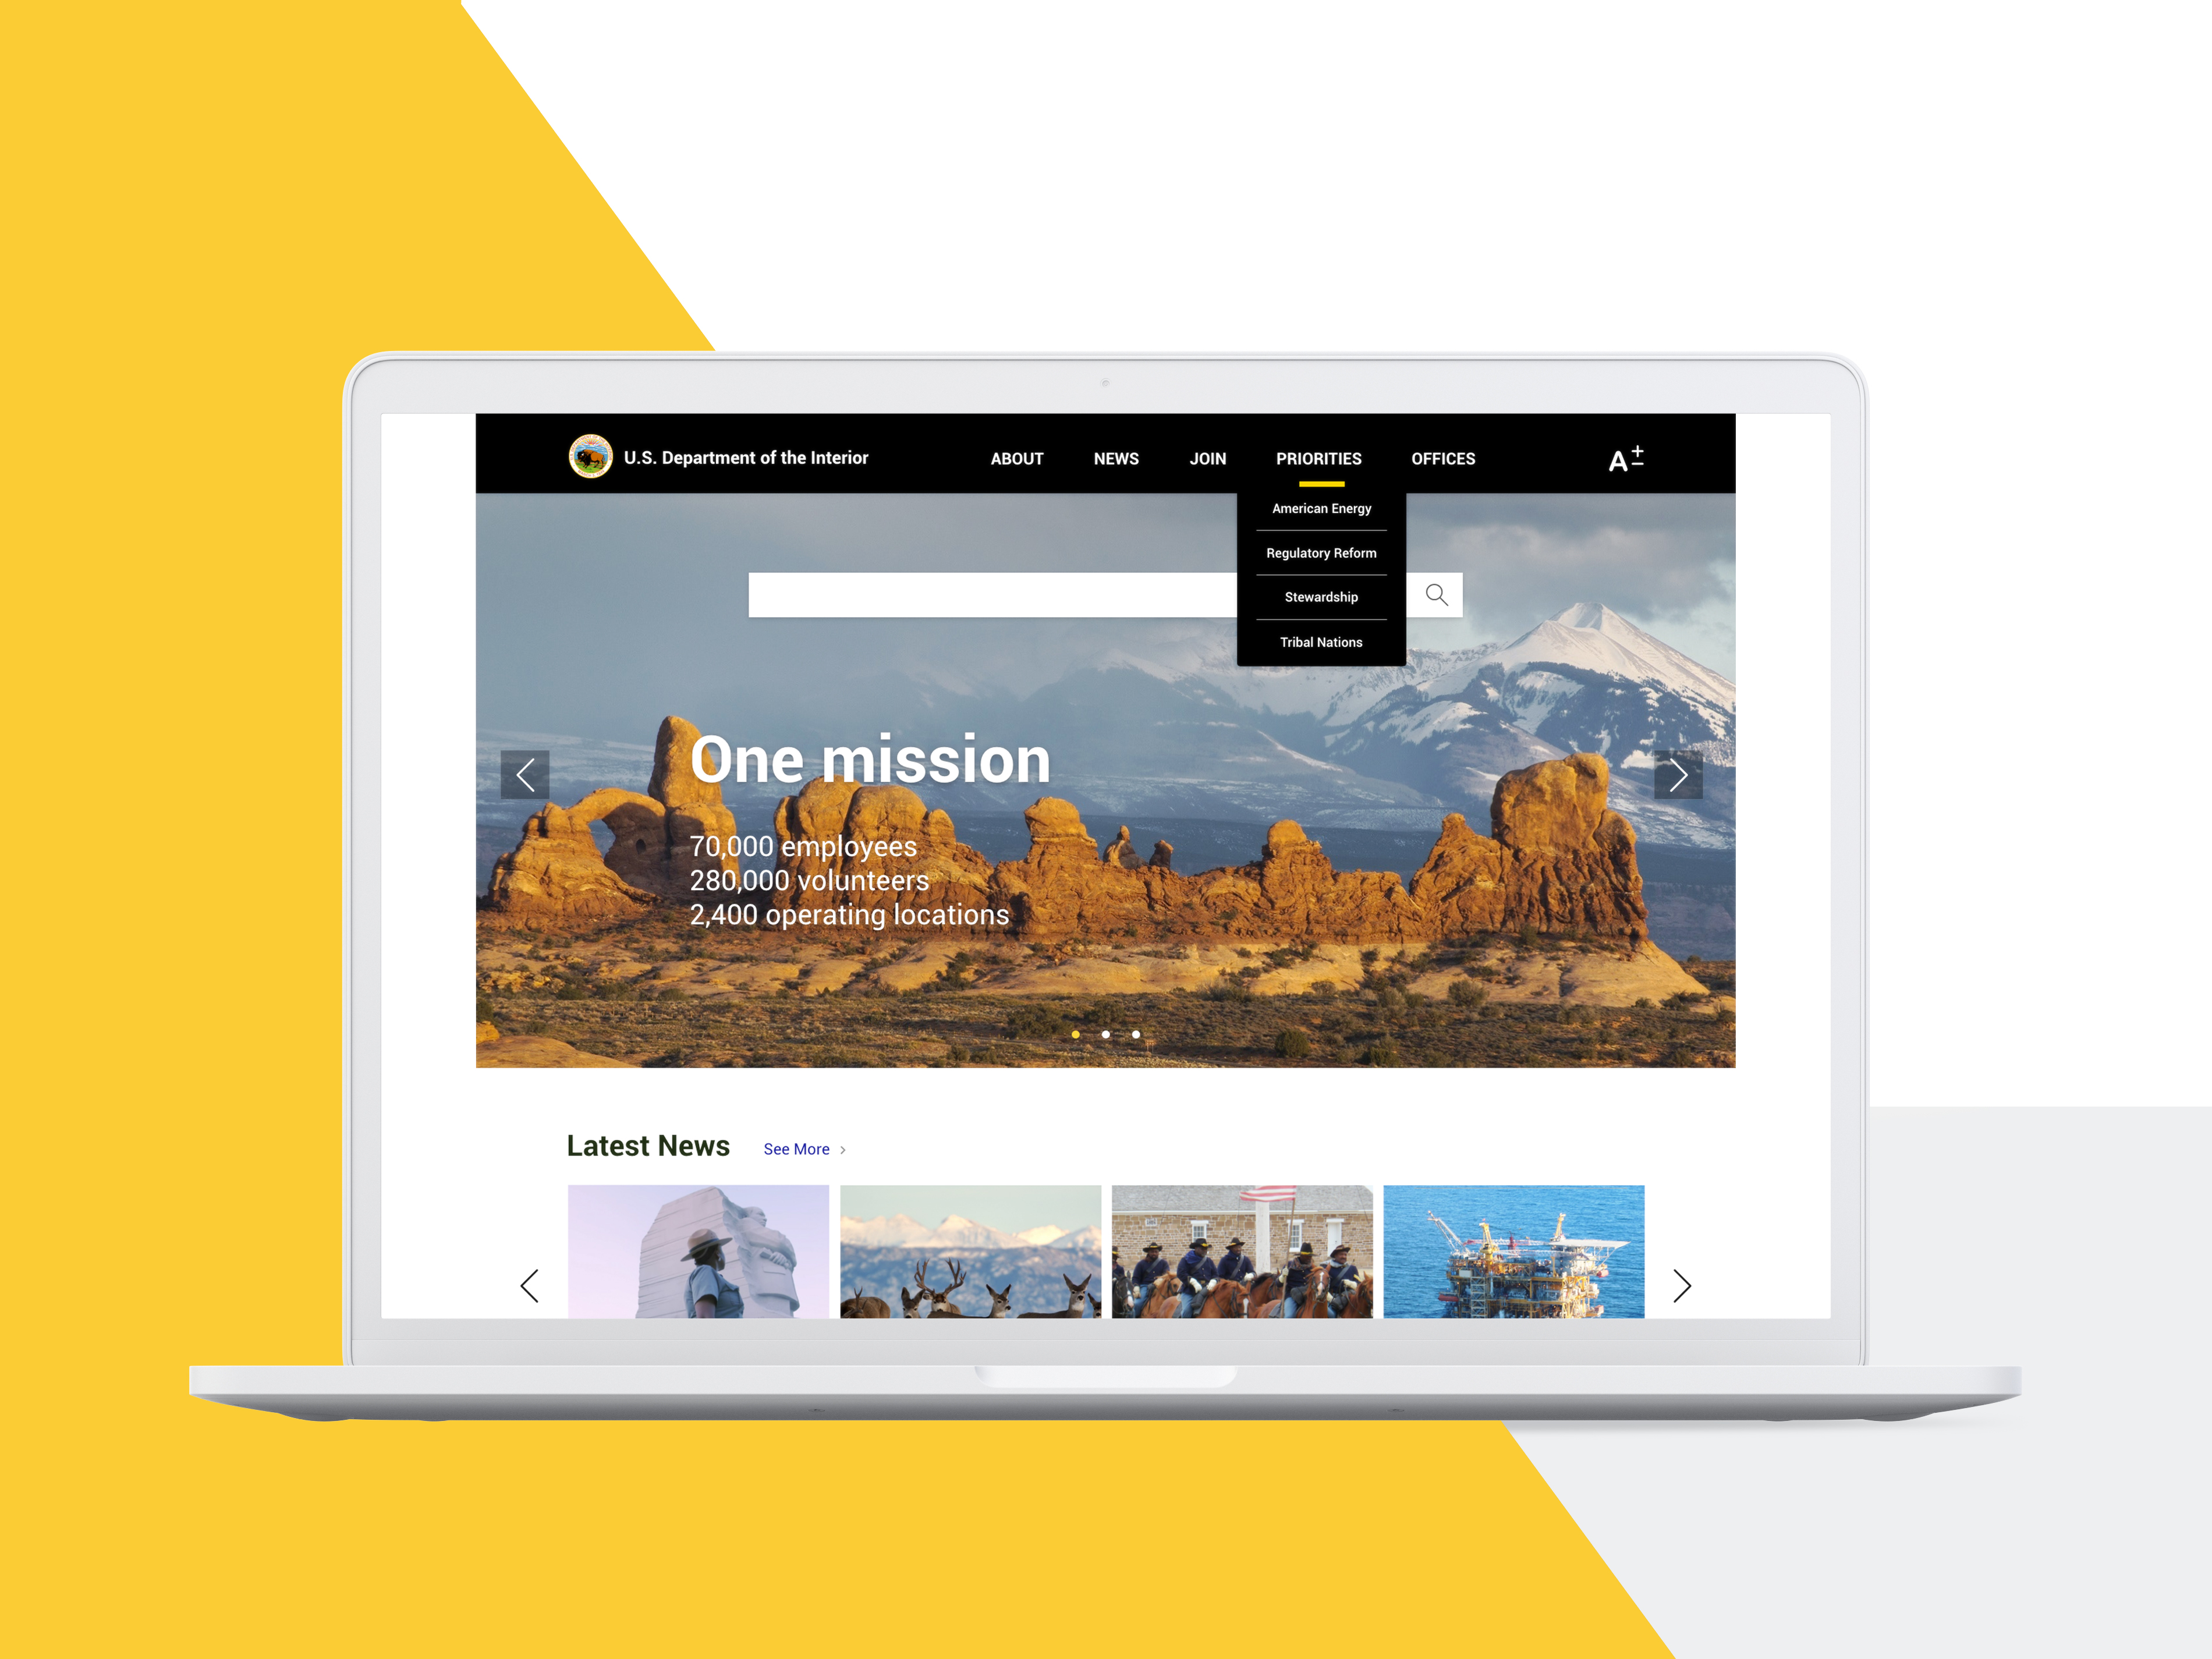 U.S. Department of the Interior
ABOUT
NEWS
JOIN
PRIORITIES
OFFICES
A+-
American Energy
Regulatory Reform
Stewardship
Tribal Nations
One mission
70,000 employees
280,000 volunteers
2,400 operating locations
Latest News
See More >